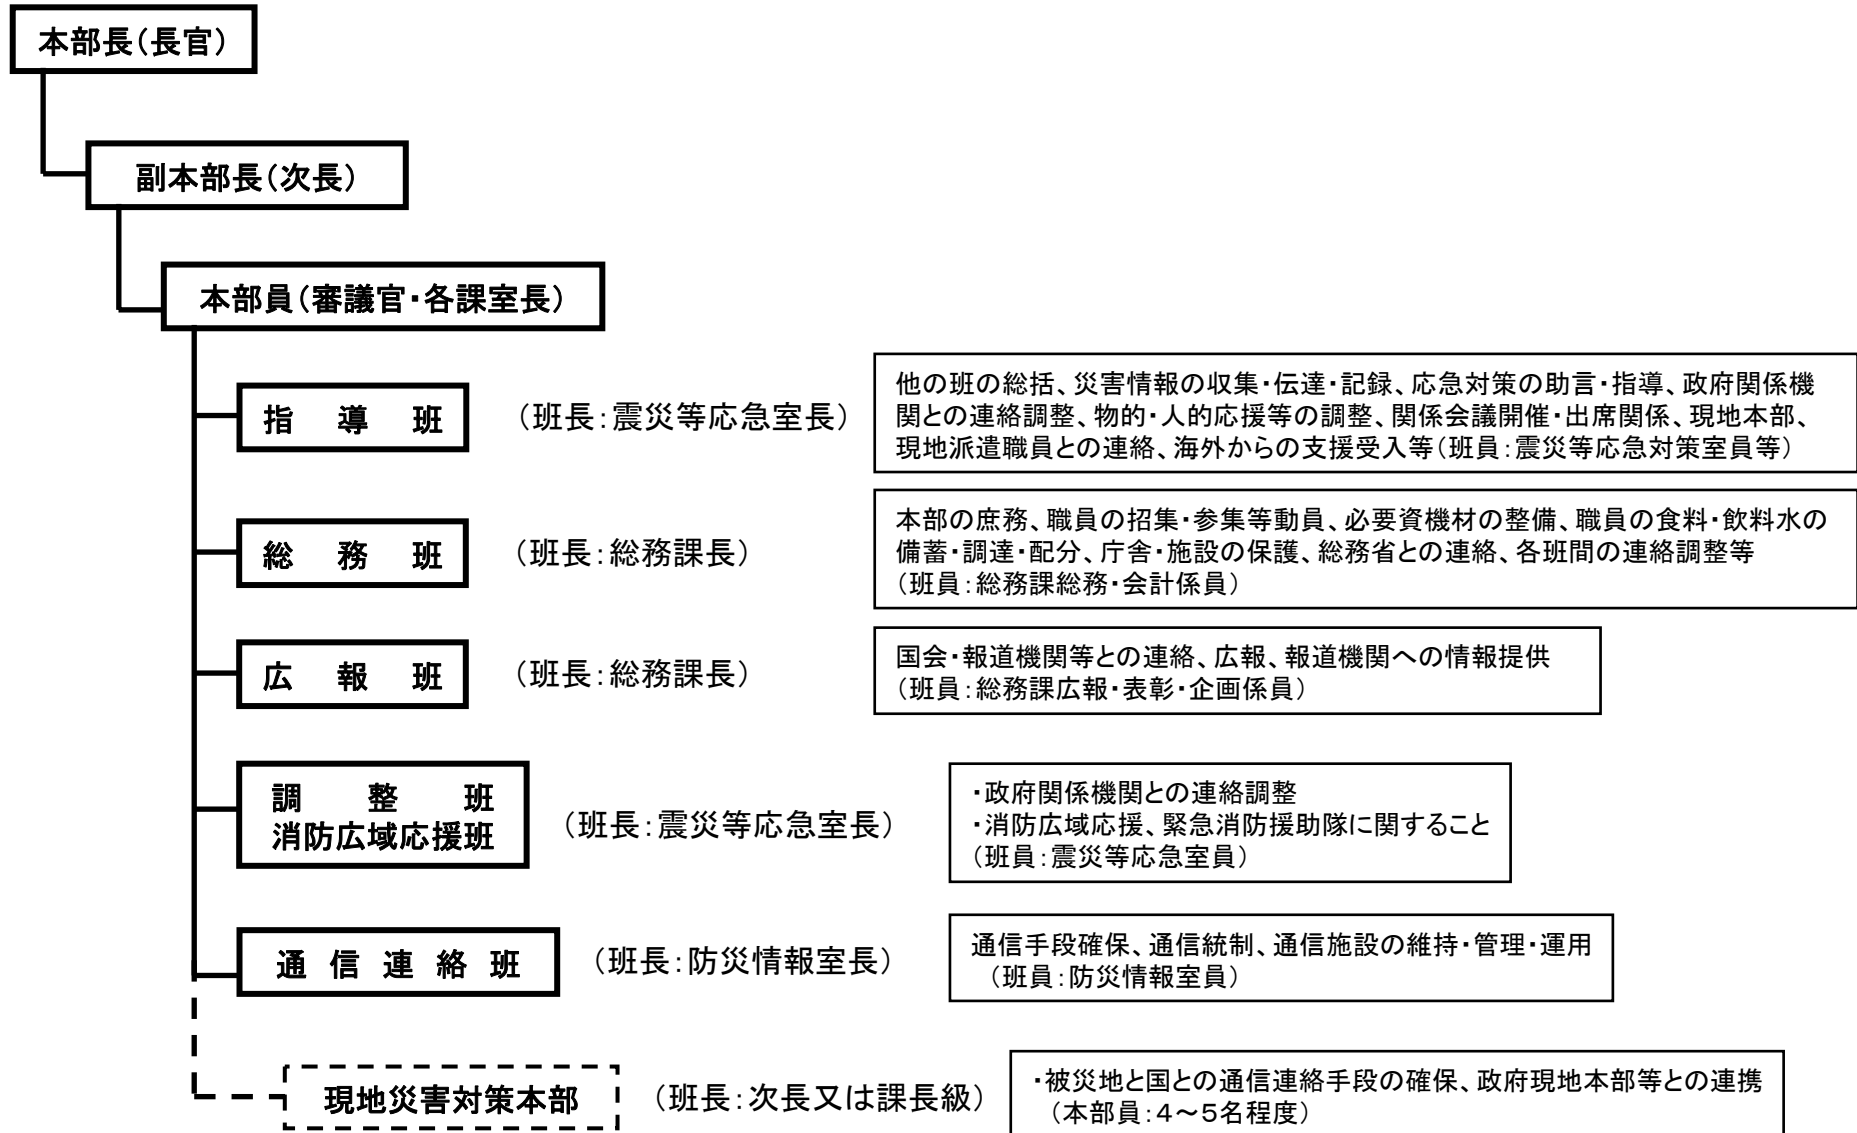 本部長（長官）
副本部長（次長）
本部員（審議官・各課室長）
指　導　班
（班長：震災等応急室長）
他の班の総括、災害情報の収集・伝達・記録、応急対策の助言・指導、政府関係機
関との連絡調整、物的・人的応援等の調整、関係会議開催・出席関係、現地本部、
現地派遣職員との連絡、海外からの支援受入等（班員：震災等応急対策室員等）
総　務　班
（班長：総務課長）
本部の庶務、職員の招集・参集等動員、必要資機材の整備、職員の食料・飲料水の
備蓄・調達・配分、庁舎・施設の保護、総務省との連絡、各班間の連絡調整等
（班員：総務課総務・会計係員）
広　報　班
（班長：総務課長）
国会・報道機関等との連絡、広報、報道機関への情報提供
（班員：総務課広報・表彰・企画係員）
調　整　班
消防広域応援班
（班長：震災等応急室長）
・政府関係機関との連絡調整
・消防広域応援、緊急消防援助隊に関すること
（班員：震災等応急室員）
通 信 連 絡 班
（班長：防災情報室長）
通信手段確保、通信統制、通信施設の維持・管理・運用
（班員：防災情報室員）
現地災害対策本部
（班長：次長又は課長級）
・被災地と国との通信連絡手段の確保、政府現地本部等との連携
（本部員：４～５名程度）